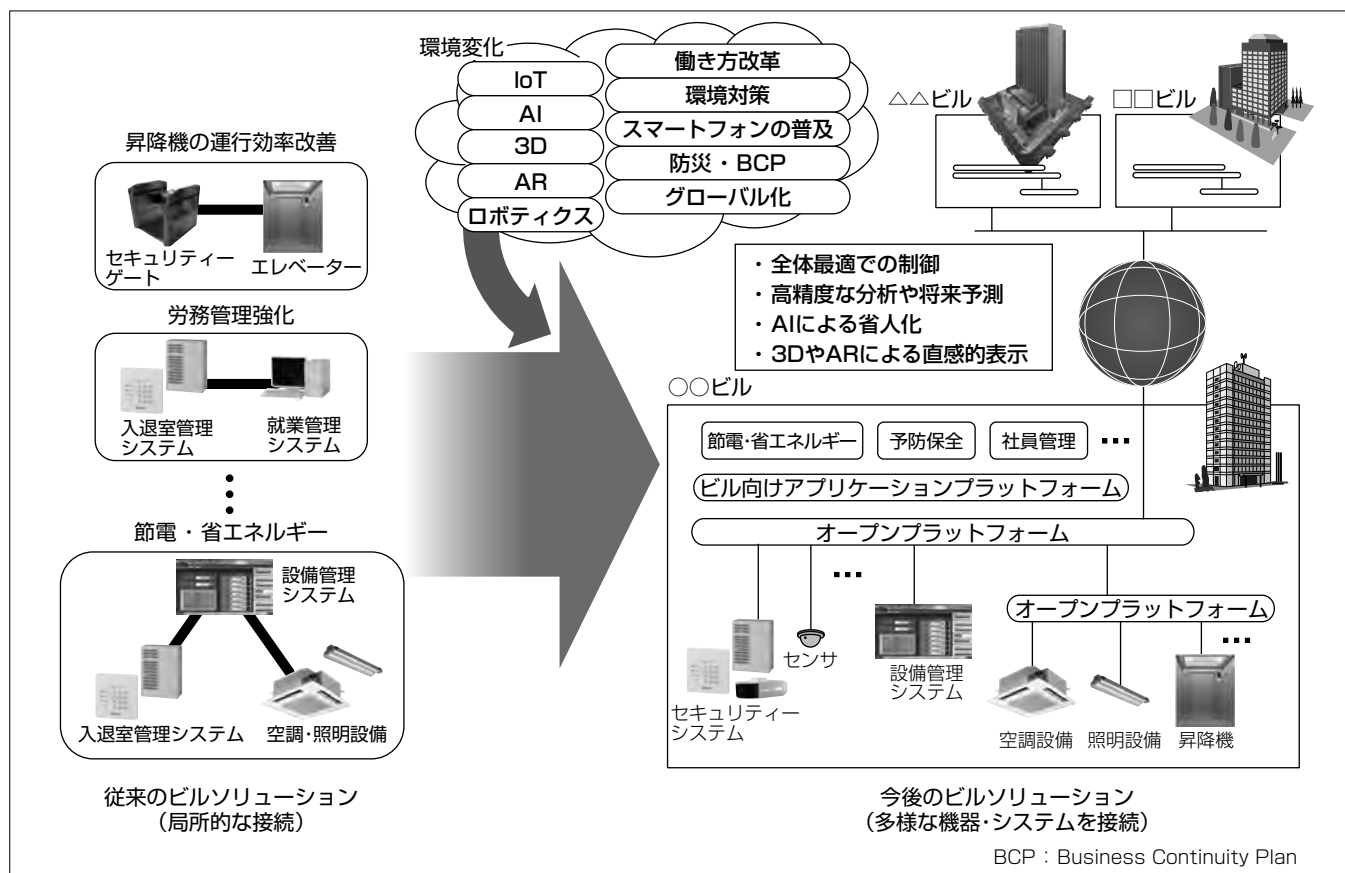 環境変化
IoT
AI
3D
AR
ロボティクス
働き方改革
環境対策
スマートフォンの普及
防災・BCP
グローバル化
昇降機の運行効率改善
セキュリティー
ゲート
エレベーター
労務管理強化
入退室管理
システム
就業管理
システム
節電・省エネルギー
設備管理
システム
入退室管理システム
空調・照明設備
従来のビルソリューション
（局所的な接続）
△△ビル
□□ビル
・全体最適での制御
・高精度な分析や将来予測
・AIによる省人化
・3DやARによる直感的表示
○○ビル
節電・省エネルギー
予防保全
社員管理
ビル向けアプリケーションプラットフォーム
オープンプラットフォーム
オープンプラットフォーム
センサ
設備管理
システム
セキュリティー
システム
空調設備
照明設備
昇降機
今後のビルソリューション
（多様な機器・システムを接続）
BCP：Business Continuity Plan